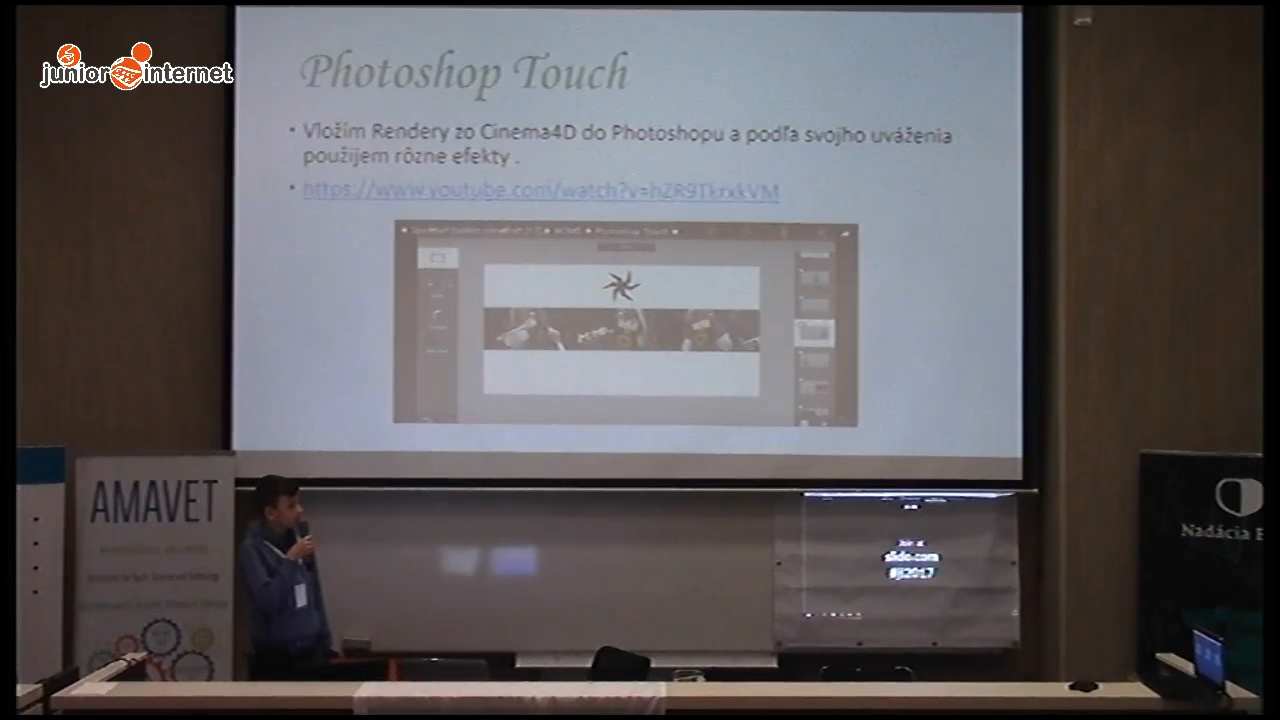 junior internet
Photoshop Touch
• Vložím Rendery zo Cinema4D do Photoshopu a podľa svojho uváženia
použijem rôzne efekty .
• https://www.youtube.com/watch?v=hZR9TkrxkVM
Photoshop Touch
AMAVET
slido.com
#ji2017
Nadácia